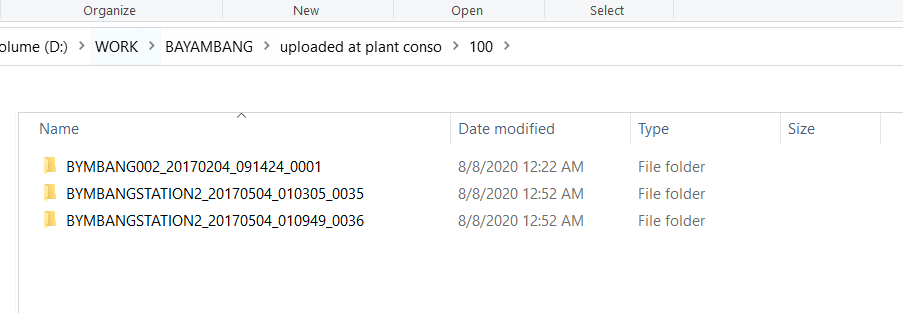 Organize New Open Select
olume (D:) WORK BAYAMBANG uploaded at plant conso 100
Name Date modified Type Size
BYMBANG002_20170204_091424_0001 8/8/2020 12:22 AM File folder
BYMBANGSTATION2_20170504_010305_0035 8/8/2020 12:52 AM File folder
BYMBANGSTATION2_20170504_010949_0036 8/8/2020 12:52 AM File folder